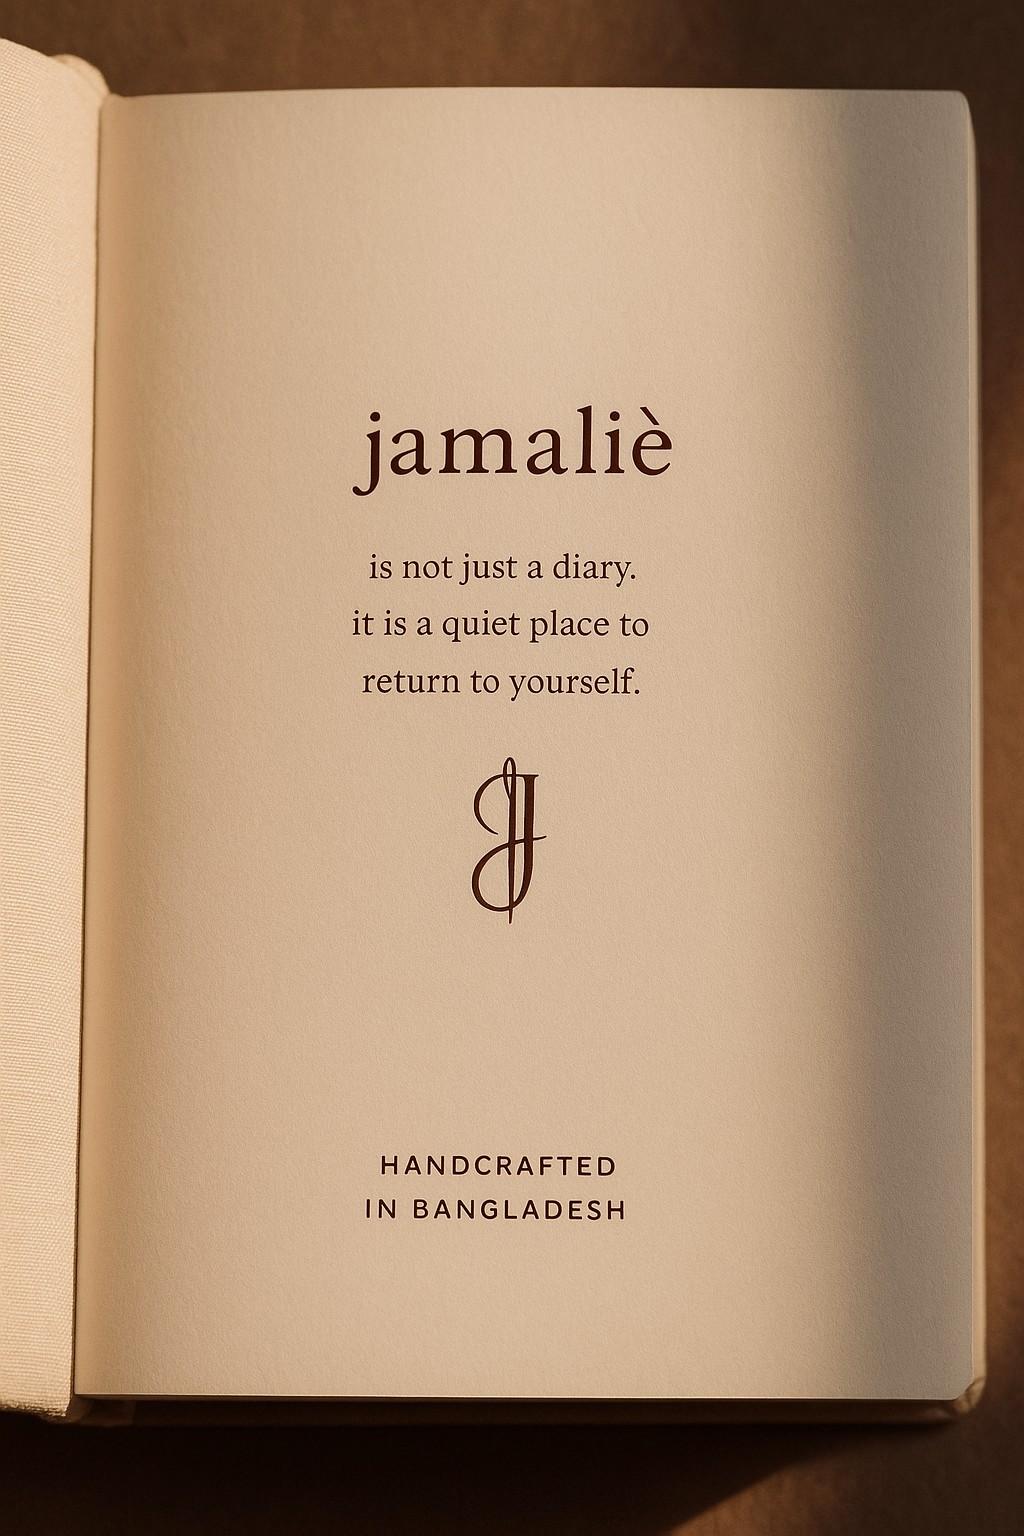 jamaliè
is not just a diary.
it is a quiet place to
return to yourself.
J
HANDCRAFTED
IN BANGLADESH